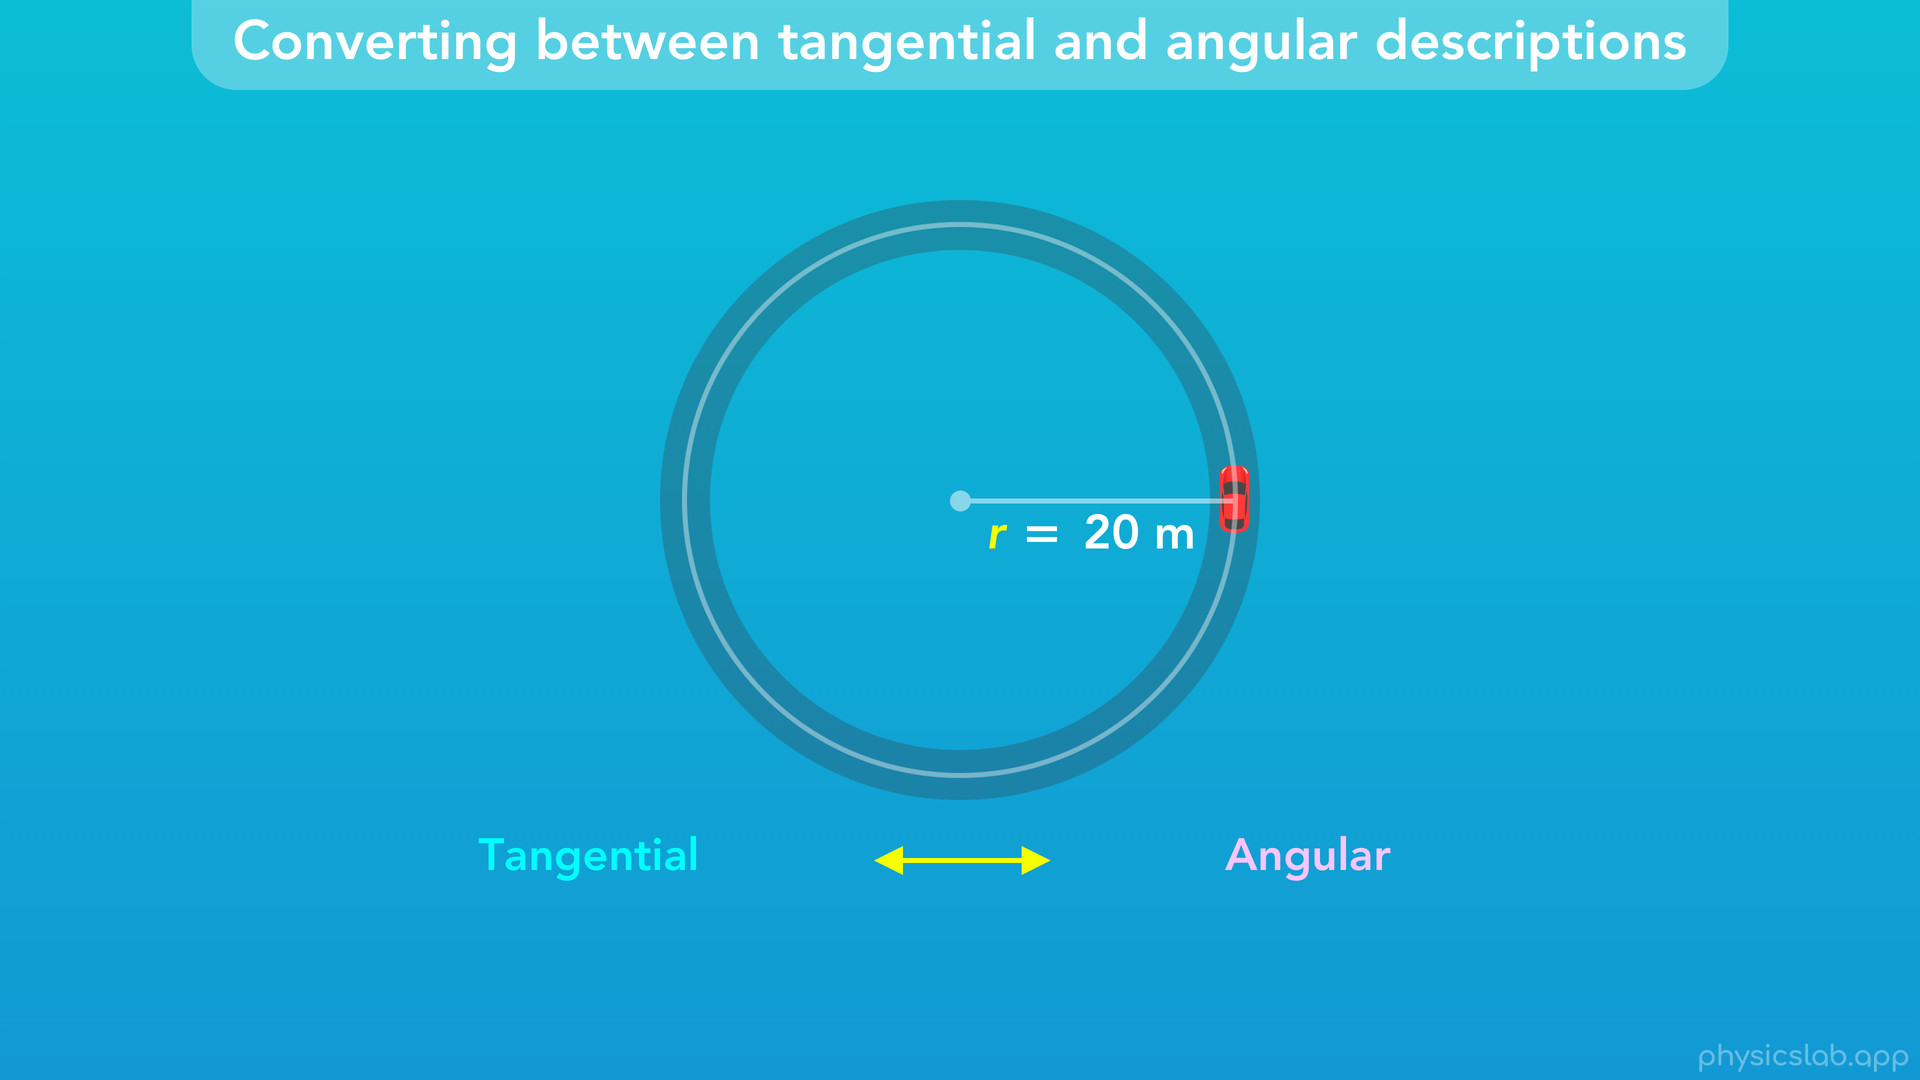 Converting between tangential and angular descriptions
r = 20 m
Tangential
Angular
physicslab.app